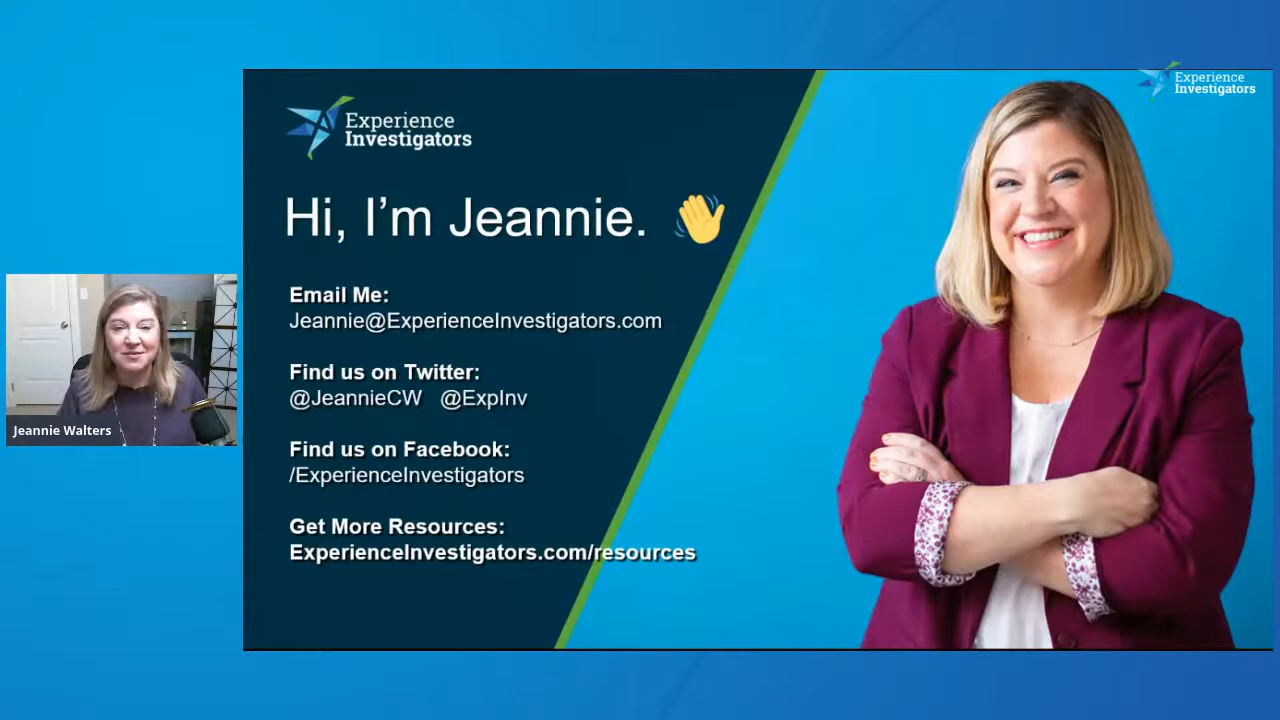 Experience
Investigators
Experience
Investigators
Hi, I'm Jeannie.
Email Me:
Jeannie@ExperienceInvestigators.com
Find us on Twitter:
@JeannieCW @ExpInv
Find us on Facebook:
/ExperienceInvestigators
Get More Resources:
ExperienceInvestigators.com/resources
Jeannie Walters